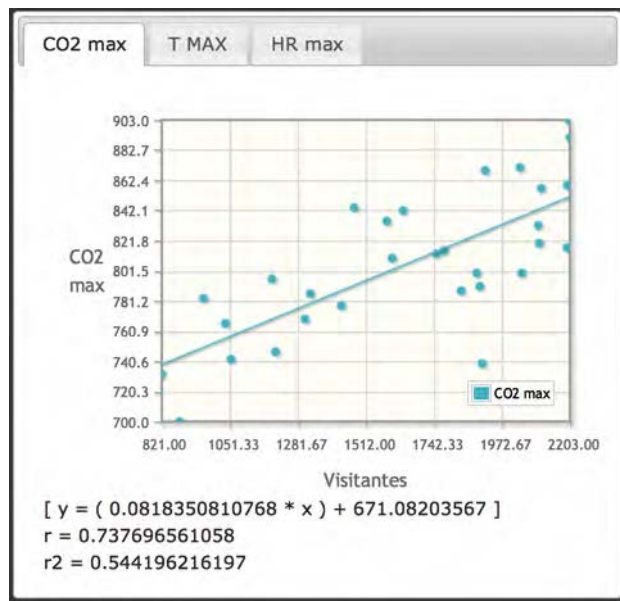 CO2 max T MAX HR max
903.0
882.7
862.4
842.1
821.8
801.5
781.2
760.9
740.6
720.3
700.0
CO2
max
CO2 max
821.00 1051.33 1281.67 1512.00 1742.33 1972.67 2203.00
Visitantes
[ y = ( 0.0818350810768 * x ) + 671.08203567 ]
r = 0.737696561058
r2 = 0.544196216197